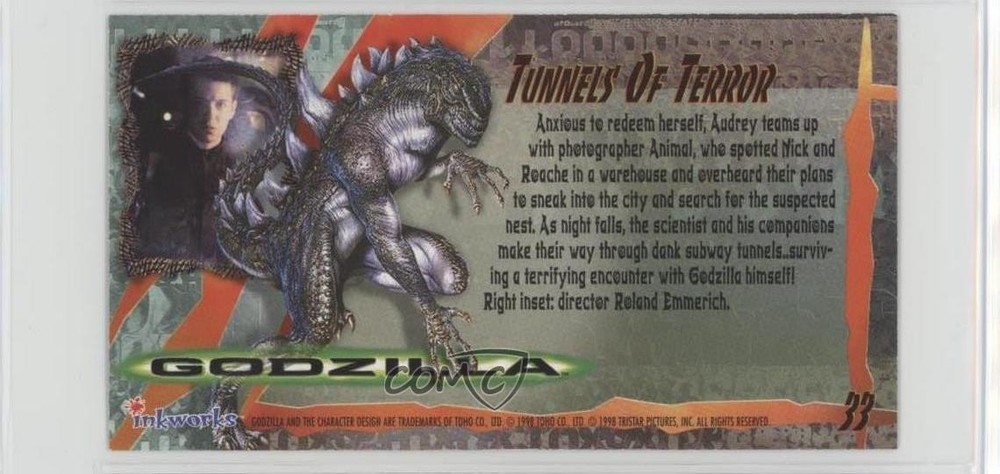 Tunnels Of Terror
Anxious to redeem herself, Audrey teams up
with photographer Animal, who spotted Nick and
Roache in a warehouse and overheard their plans
to sneak into the city and search for the suspected
nest. As night falls, the scientist and his companions
make their way through dank subway tunnels..surviv-
ing a terrifying encounter with Godzilla himself!
Right inset: director Roland Emmerich.
GODZILLA™
COMC
inkworks
GODZILLA AND THE CHARACTER DESIGN ARE TRADEMARKS OF TOHO CO., LTD © 1998 TOHO CO., LTD © 1998 TRISTAR PICTURES, INC. ALL RIGHTS RESERVED.
33